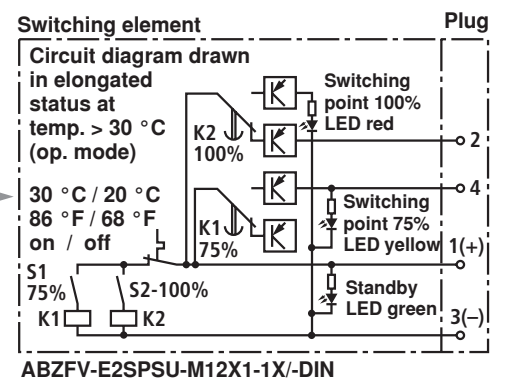 Switching element
Plug
Circuit diagram drawn
in elongated
status at
temp. > 30 °C
(op. mode)
Switching
point 100%
LED red
K2
100%
2
4
30 °C / 20 °C
86 °F / 68 °F
on / off
K1
75%
Switching
point 75%
LED yellow
1(+)
S1
75%
S2-100%
Standby
LED green
K1
K2
3(–)
ABZFV-E2SPSU-M12X1-1X/-DIN